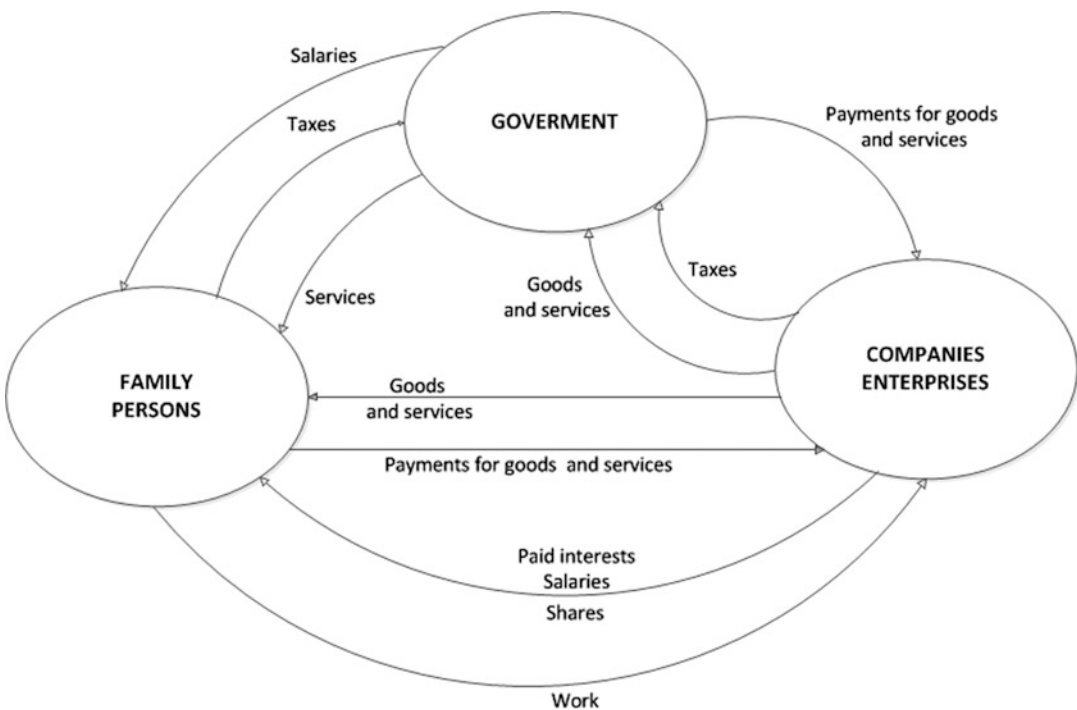 Salaries
Taxes
GOVERMENT
Payments for goods
and services
Services
Goods
and services
Taxes
FAMILY
PERSONS
COMPANIES
ENTERPRISES
Goods
and services
Payments for goods and services
Paid interests
Salaries
Shares
Work